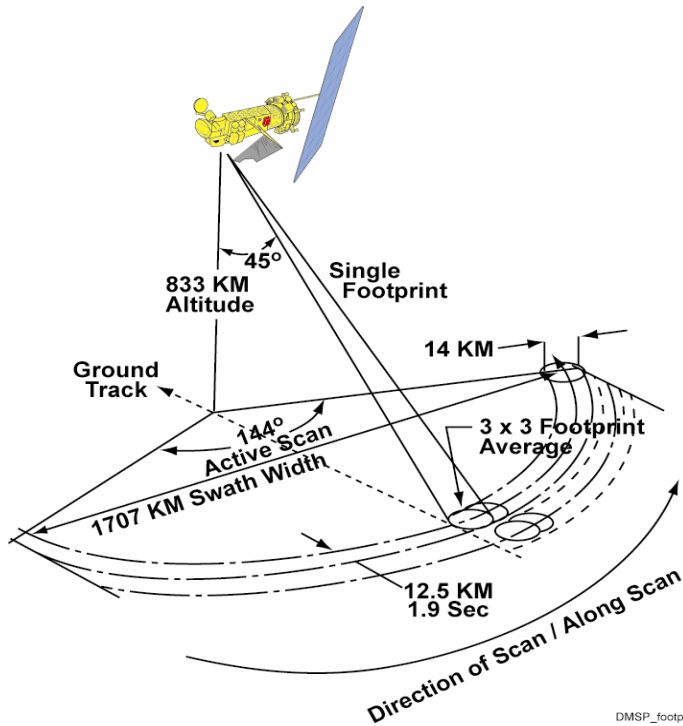 45°
833 KM
Altitude
Single
Footprint
14 KM
Ground
Track
144°
Active Scan
1707 KM Swath Width
3 x 3 Footprint
Average
12.5 KM
1.9 Sec
Direction of Scan / Along Scan
DMSP_footp